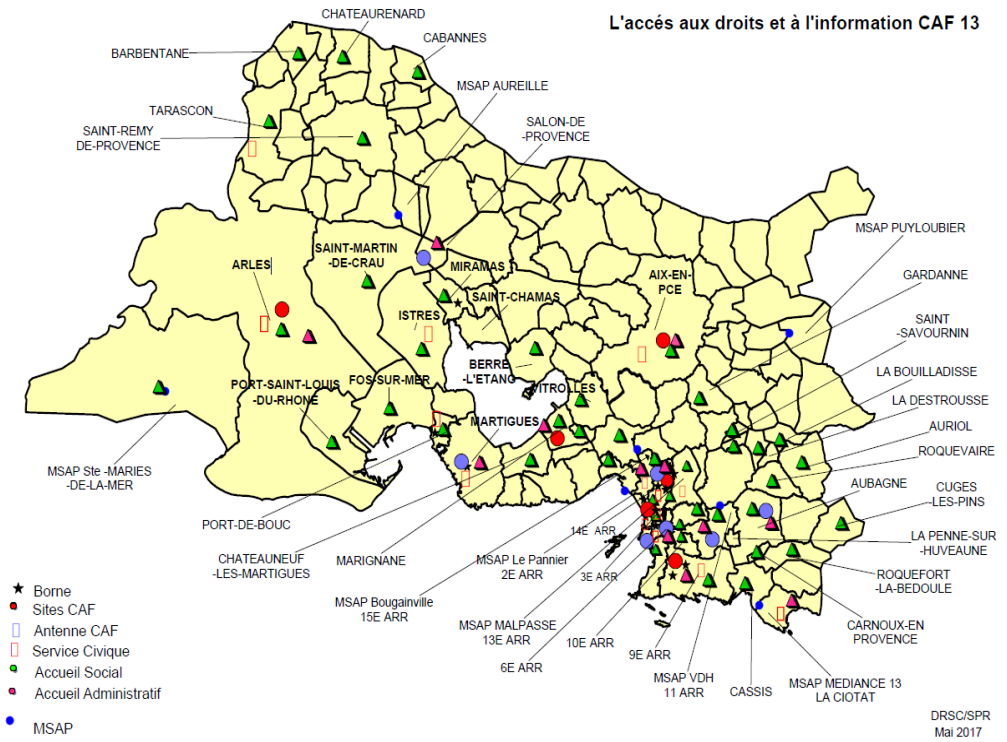 L'accés aux droits et à l'information CAF 13
CHATEAURENARD
BARBENTANE
CABANNES
MSAP AUREILLE
TARASCON
SALON-DE
-PROVENCE
SAINT-REMY
DE-PROVENCE
MSAP PUYLOUBIER
SAINT-MARTIN
-DE-CRAU
ARLES
MIRAMAS
AIX-EN-
PCE
GARDANNE
SAINT-CHAMAS
ISTRES
SAINT
-SAVOURNIN
BERRE
-L'ETANG
VITROLLES
LA BOUILLADISSE
PORT-SAINT-LOUIS
-DU-RHONE
FOS-SUR-MER
LA DESTROUSSE
MARTIGUES
AURIOL
ROQUEVAIRE
MSAP Ste -MARIES
-DE-LA-MER
AUBAGNE
CUGES
-LES-PINS
PORT-DE-BOUC
14E ARR
LA PENNE-SUR
-HUVEAUNE
CHATEAUNEUF
-LES-MARTIGUES
MARIGNANE
MSAP Le Pannier
2E ARR
3E ARR
ROQUEFORT
-LA-BEDOULE
MSAP Bougainville
15E ARR
MSAP MALPASSE
13E ARR
10E ARR
CARNOUX-EN
PROVENCE
6E ARR
9E ARR
MSAP VDH
11 ARR
CASSIS
MSAP MEDIANCE 13
LA CIOTAT
Borne
Sites CAF
Antenne CAF
Service Civique
Accueil Social
Accueil Administratif
MSAP
DRSC/SPR
Mai 2017